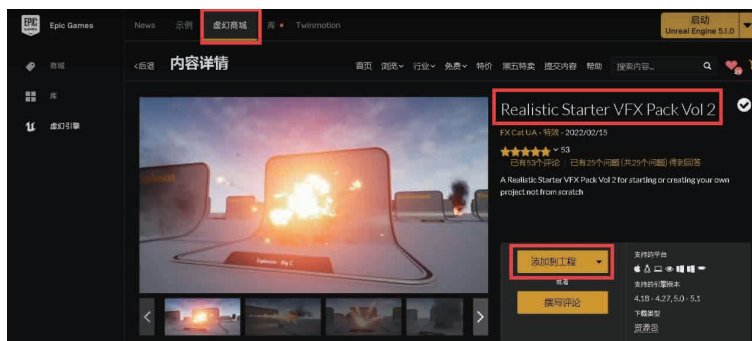 EPIC GAMES
Epic Games
News 示例 虚幻商城 库 Twinmotion
启动
Unreal Engine 5.1.0
商城
库
虚幻引擎
<后退 内容详情
首页 浏览 行业 免费 特价 第五特卖 提交内容 帮助 搜索内容...
Realistic Starter VFX Pack Vol 2
FX Cat UA - 特效 - 2022/02/15
53
已有53个评论 | 已有25个问题(共25个问题)得到回答
A Realistic Starter VFX Pack Vol 2 for starting or creating your own
project not from scratch
Explosion - Big C
添加到工程
或者
撰写评论
支持的平台
支持的引擎版本
4.18 - 4.27, 5.0 - 5.1
下载类型
资源包